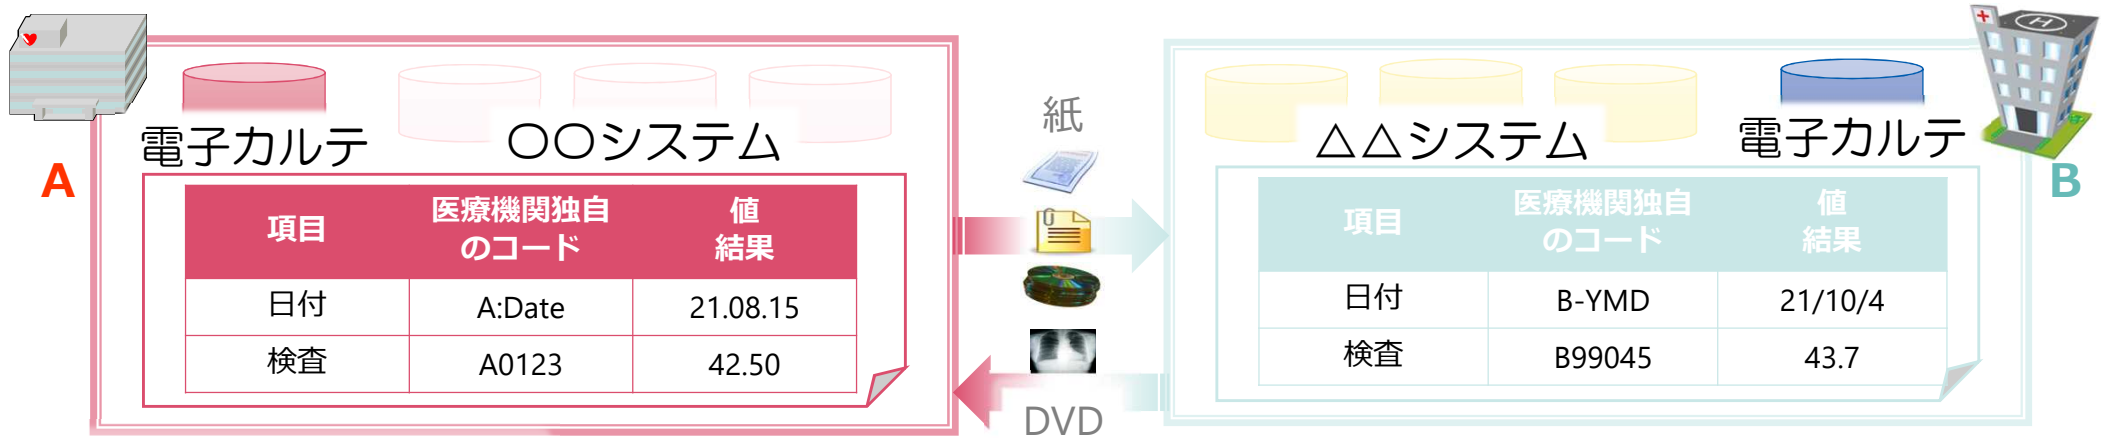 A
電子カルテ
〇〇システム
項目
医療機関独自
のコード
値
結果
日付
A:Date
21.08.15
検査
A0123
42.50
紙
DVD
△△システム
電子カルテ
B
項目
医療機関独自
のコード
値
結果
日付
B-YMD
21/10/4
検査
B99045
43.7
H